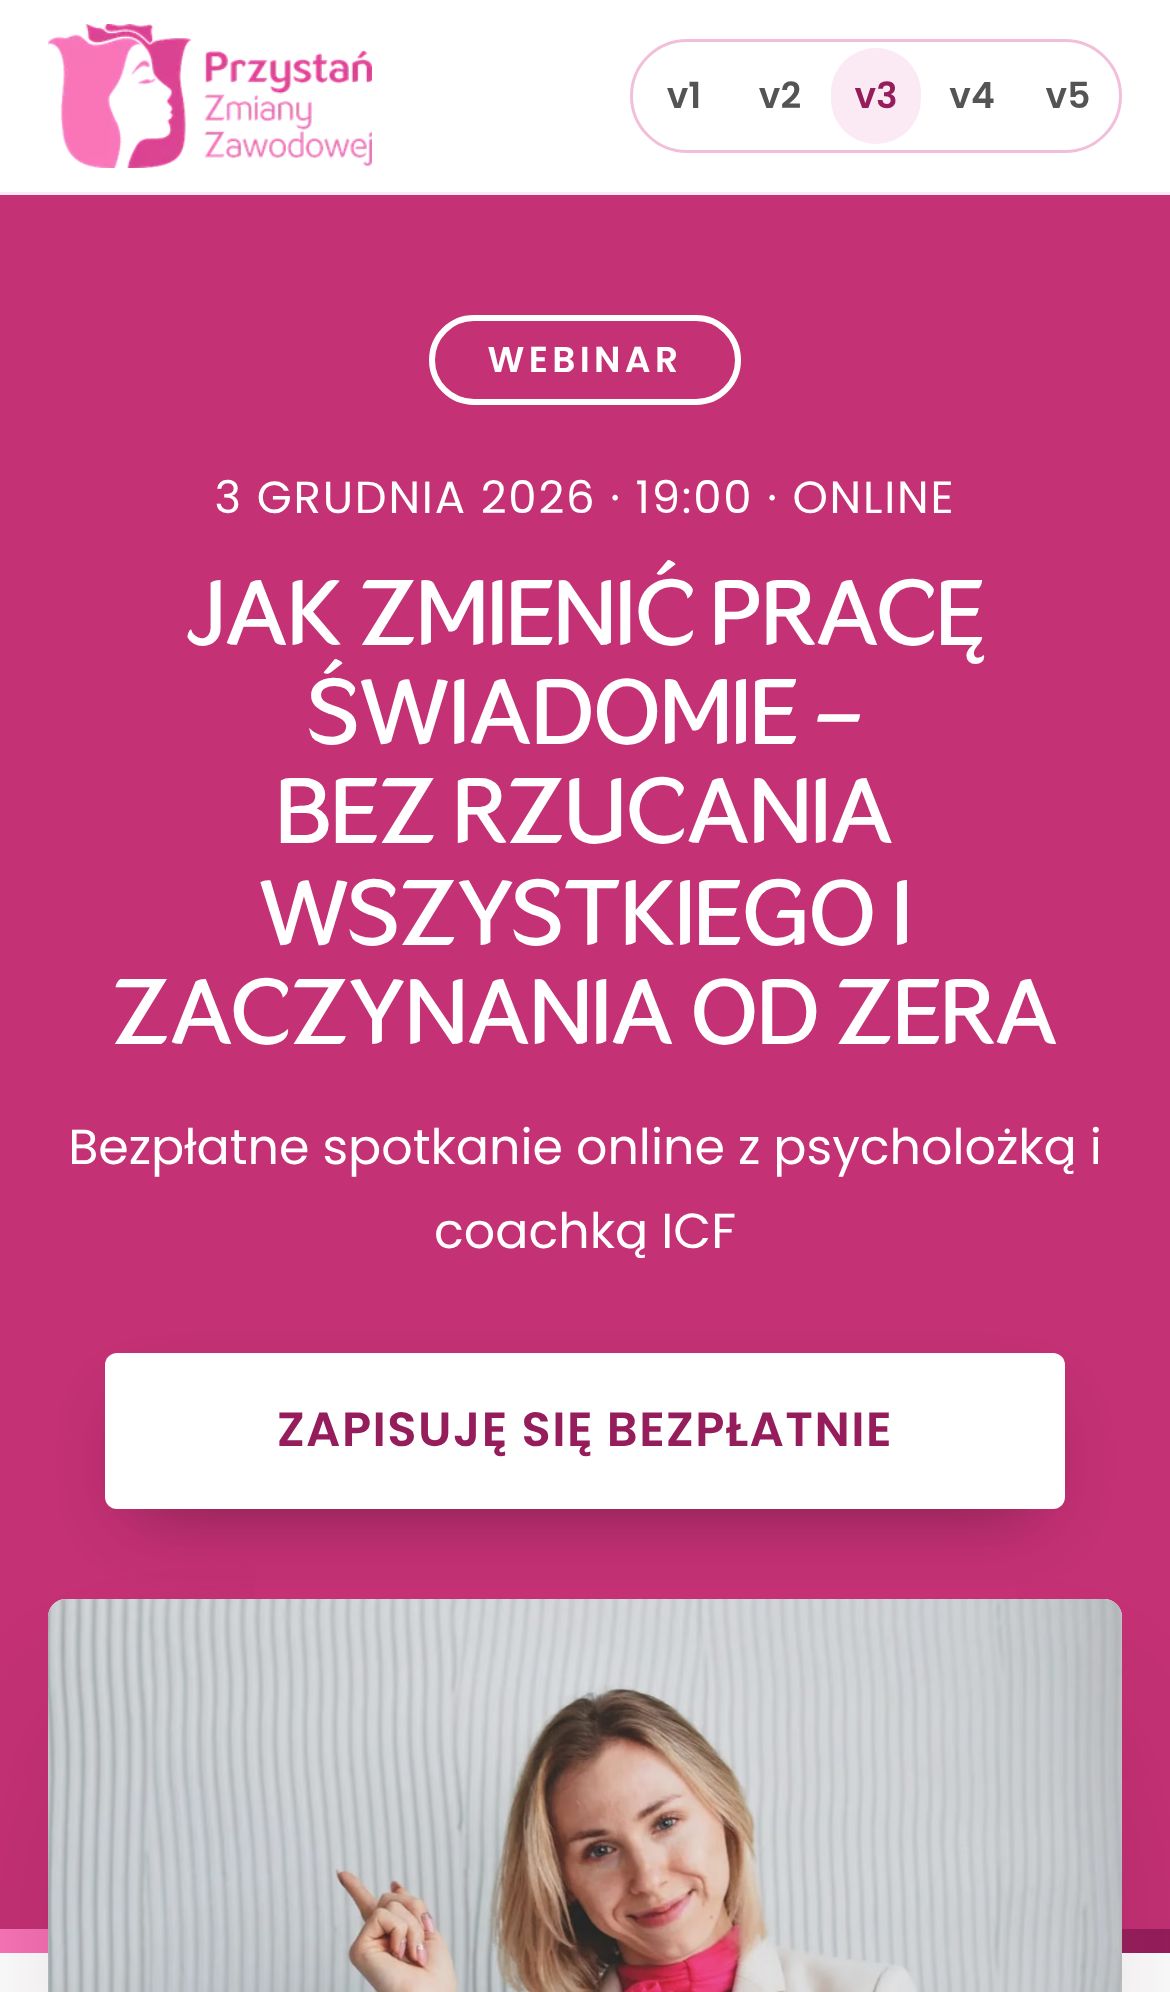 Przystań
Zmiany
Zawodowej
v1 v2 v3 v4 v5
WEBINAR
3 GRUDNIA 2026 · 19:00 · ONLINE
JAK ZMIENIĆ PRACĘ
ŚWIADOMIE –
BEZ RZUCANIA
WSZYSTKIEGO I
ZACZYNANIA OD ZERA
Bezpłatne spotkanie online z psycholożką i
coachką ICF
ZAPISUJĘ SIĘ BEZPŁATNIE